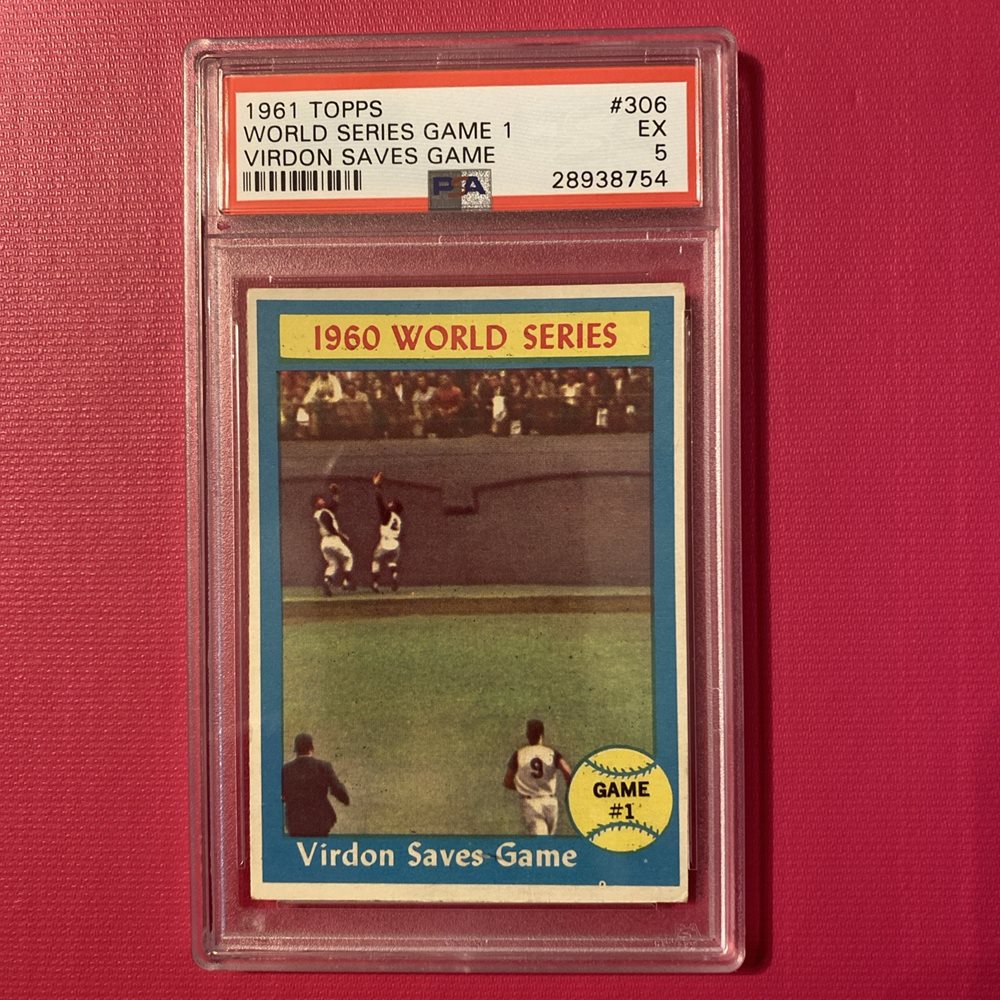 1961 TOPPS #306
WORLD SERIES GAME 1 EX
VIRDON SAVES GAME 5
PSA 28938754
1960 WORLD SERIES
9
GAME
#1
Virdon Saves Game